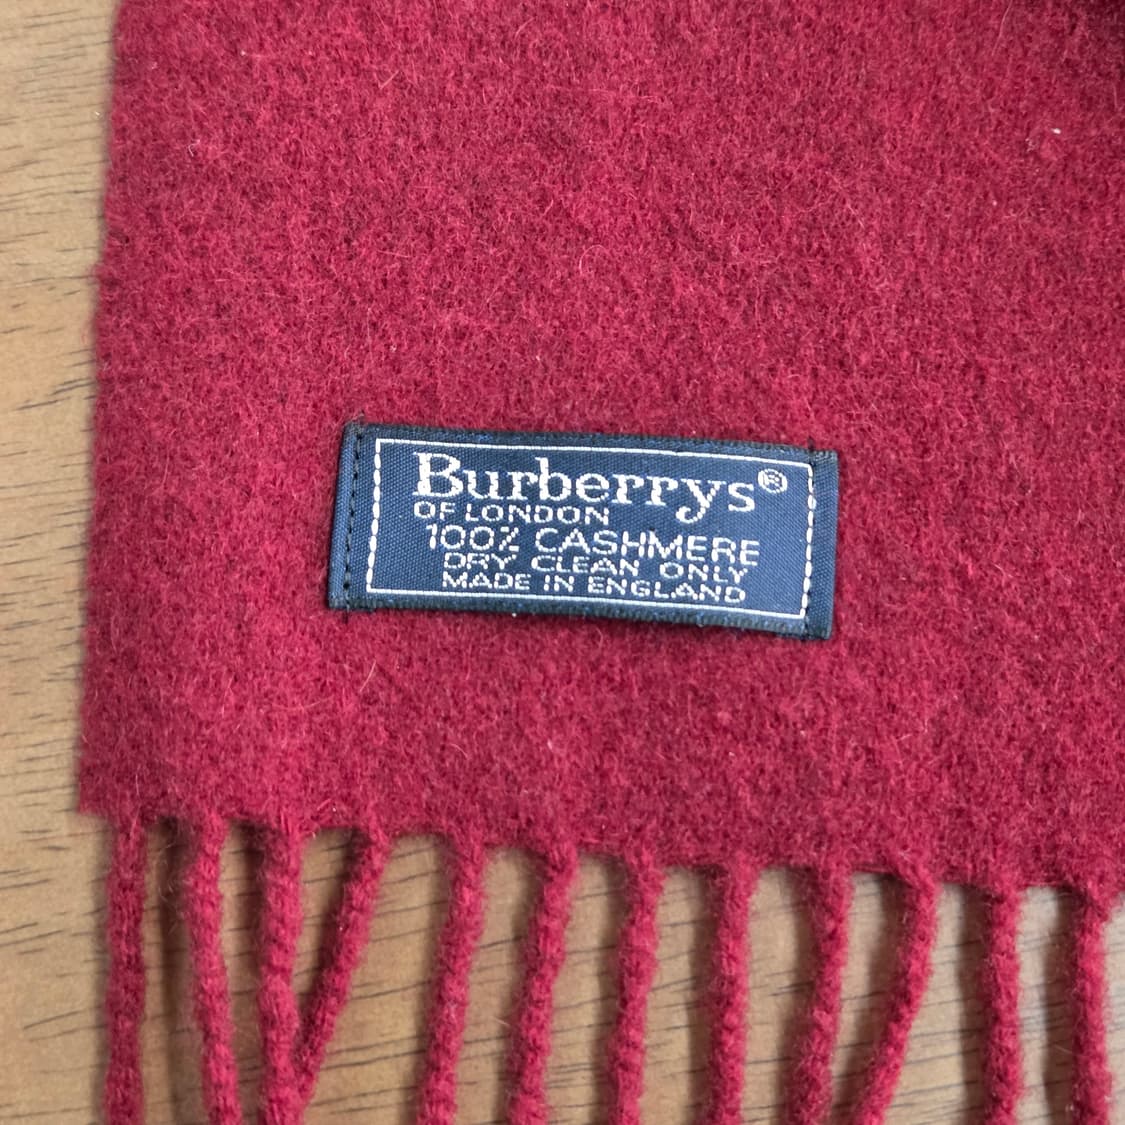 Burberrys®
OF LONDON
100% CASHMERE
DRY CLEAN ONLY
MADE IN ENGLAND